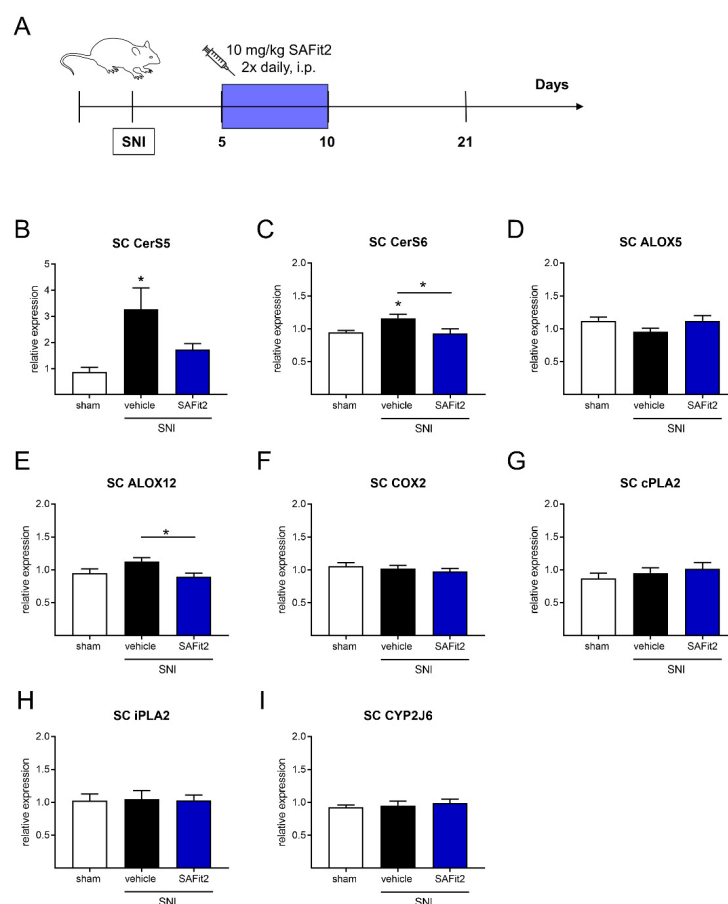 A
10 mg/kg SAFit2
2x daily, i.p.
Days
SNI
5
10
21
B
SC CerS5
relative expression
5
4
3
2
1
*
sham
vehicle
SAFit2
SNI
C
SC CerS6
relative expression
2.0
1.5
1.0
0.5
*
*
sham
vehicle
SAFit2
SNI
D
SC ALOX5
relative expression
2.0
1.5
1.0
0.5
sham
vehicle
SAFit2
SNI
E
SC ALOX12
relative expression
2.0
1.5
1.0
0.5
*
sham
vehicle
SAFit2
SNI
F
SC COX2
relative expression
2.0
1.5
1.0
0.5
sham
vehicle
SAFit2
SNI
G
SC cPLA2
relative expression
2.0
1.5
1.0
0.5
sham
vehicle
SAFit2
SNI
H
SC iPLA2
relative expression
2.0
1.5
1.0
0.5
sham
vehicle
SAFit2
SNI
I
SC CYP2J6
relative expression
2.0
1.5
1.0
0.5
sham
vehicle
SAFit2
SNI